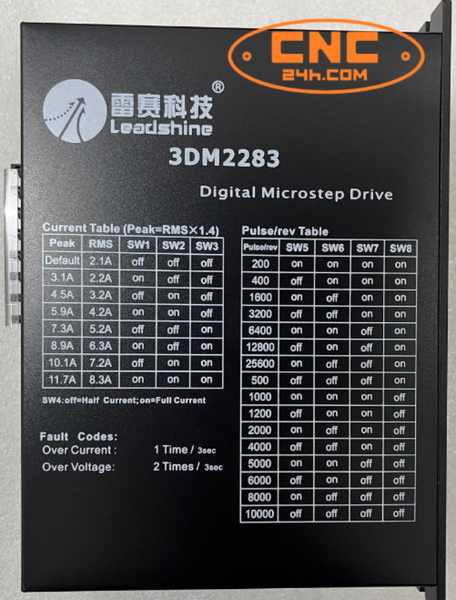 CNC
24h.COM
雷赛科技®
Leadshine
3DM2283
Digital Microstep Drive
Current Table (Peak=RMS×1.4)
Peak RMS SW1 SW2 SW3
Default 2.1A off off off
3.1A 2.2A on off off
4.5A 3.2A off on off
5.9A 4.2A on on off
7.3A 5.2A off off on
8.9A 6.3A on off on
10.1A 7.2A off on on
11.7A 8.3A on on on
SW4:off=Half Current;on=Full Current
Fault Codes:
Over Current : 1 Time / 3sec
Over Voltage: 2 Times / 3sec
Pulse/rev Table
Pulse/rev SW5 SW6 SW7 SW8
200 on on on on
400 off on on on
1600 on off on on
3200 off off on on
6400 on on off on
12800 off on off on
25600 on off off on
500 off off off on
1000 on on on off
1200 off on on off
2000 on off on off
4000 off off on off
5000 on on off off
6000 off on off off
8000 on off off off
10000 off off off off